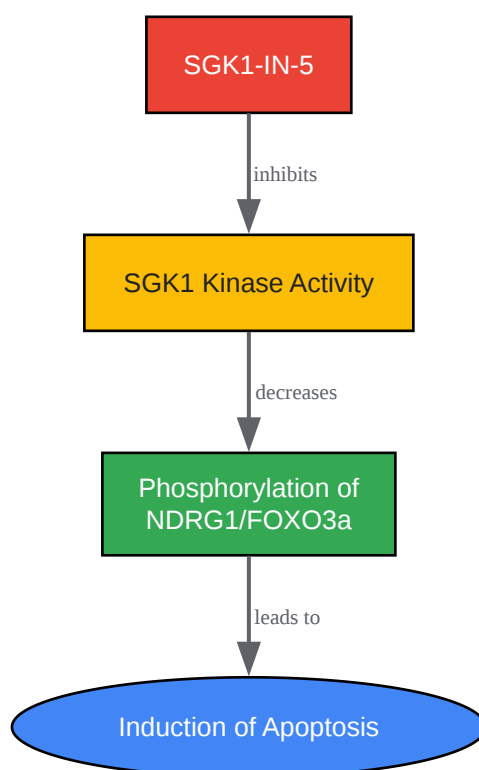 SGK1-IN-5
inhibits
SGK1 Kinase Activity
decreases
Phosphorylation of
NDRG1/FOXO3a
leads to
Induction of Apoptosis